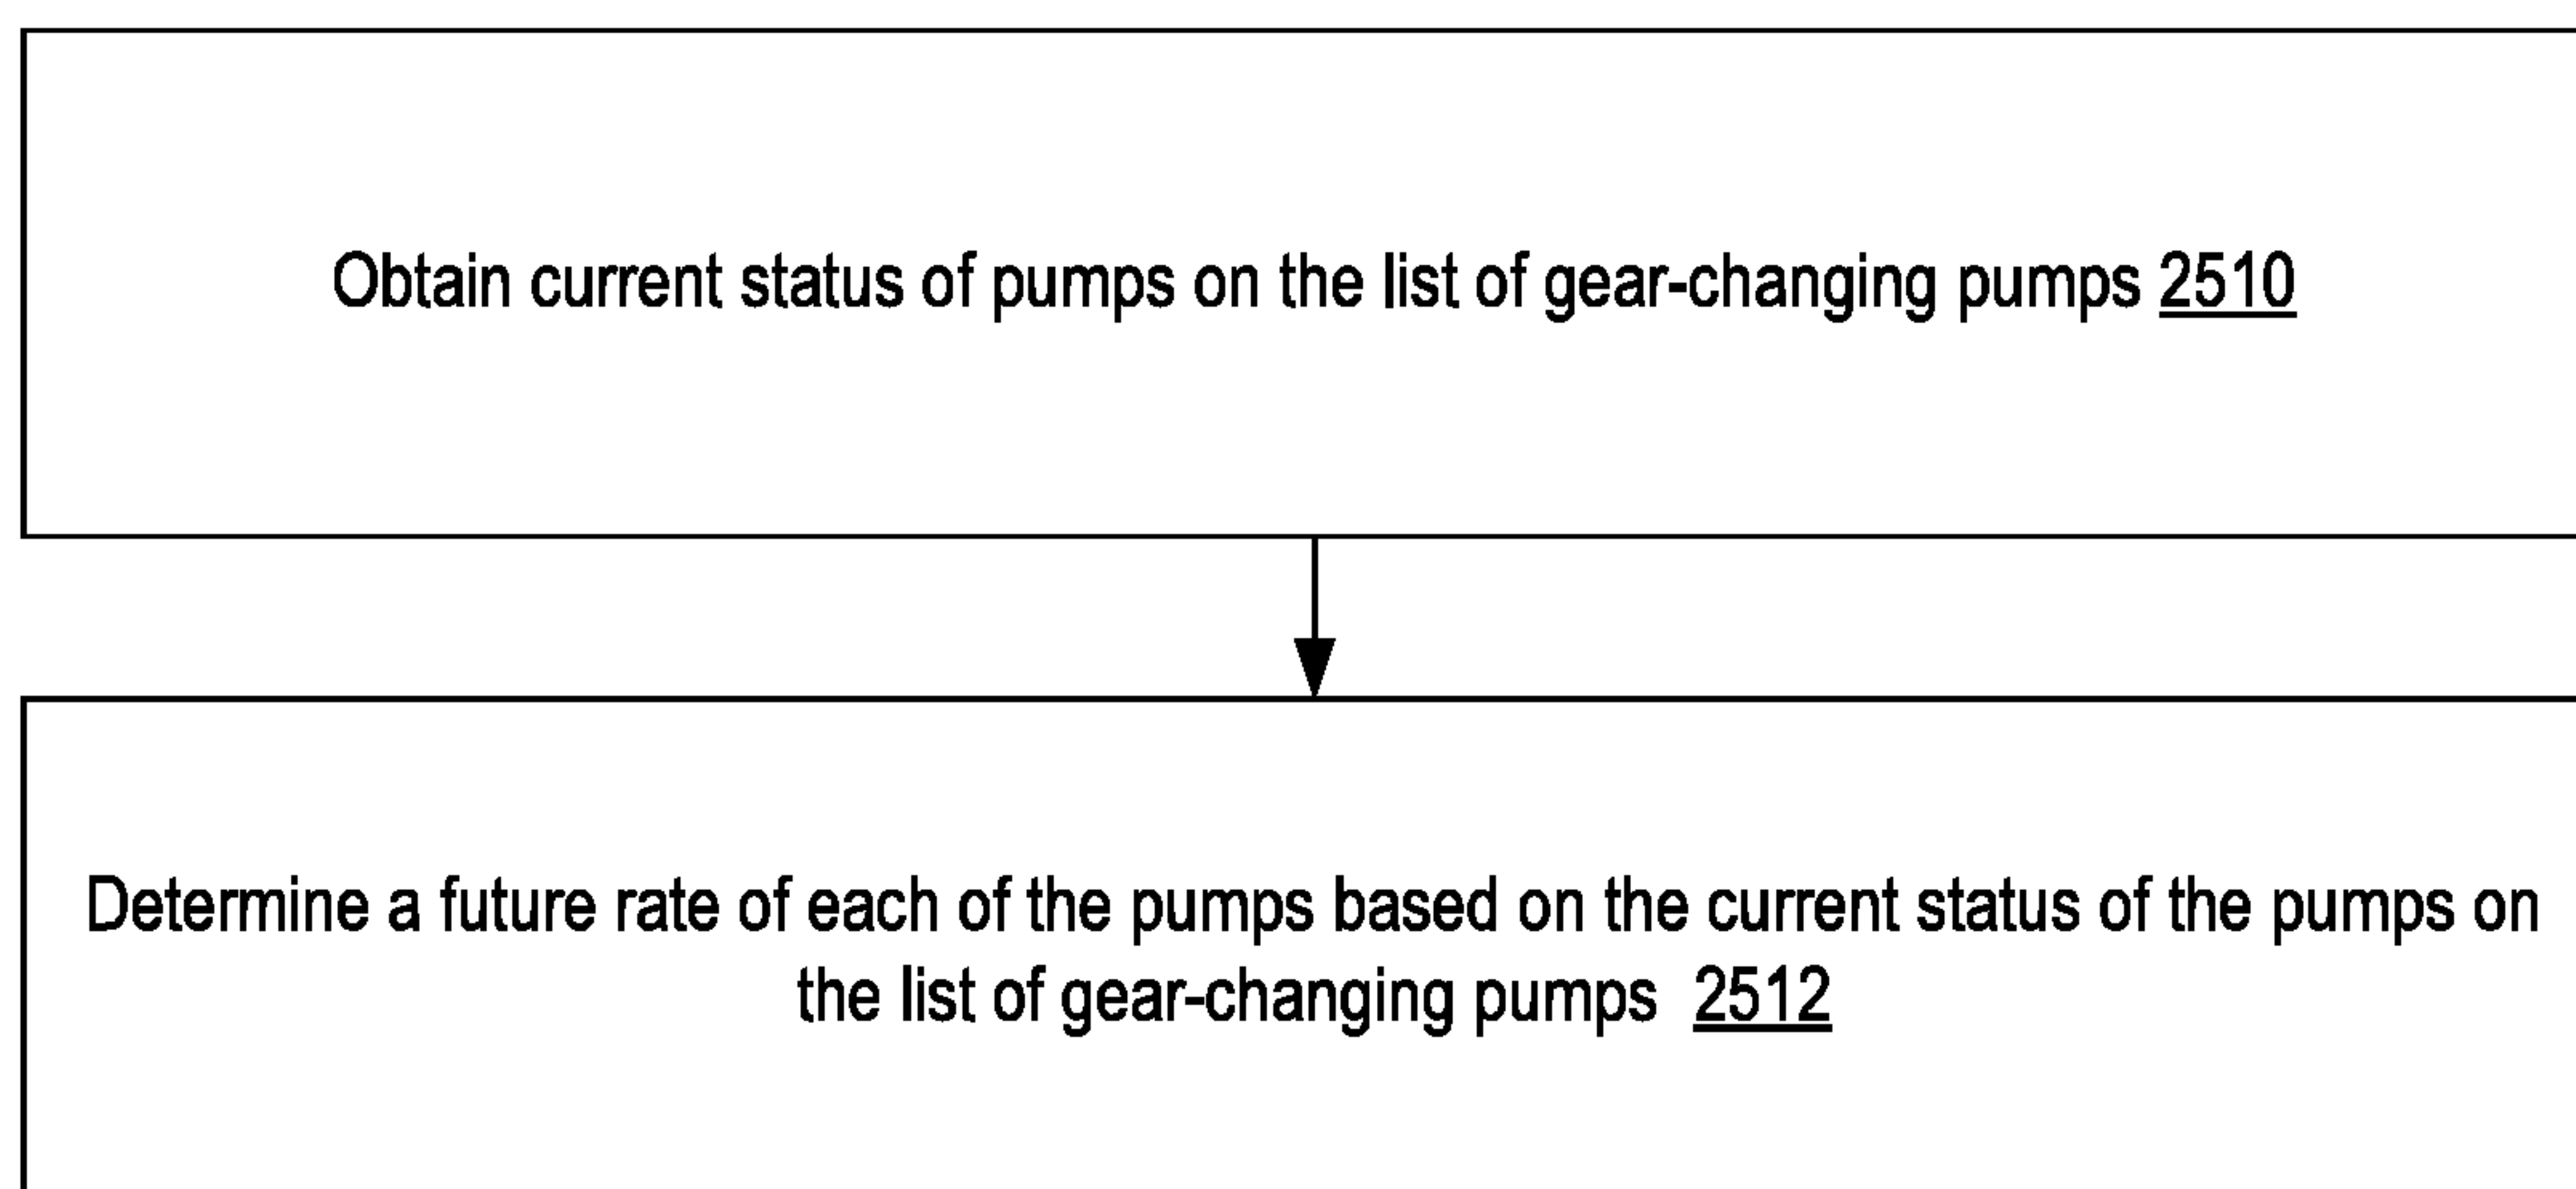 Obtain current status of pumps on the list of gear-changing pumps 2510
Determine a future rate of each of the pumps based on the current status of the pumps on
the list of gear-changing pumps 2512